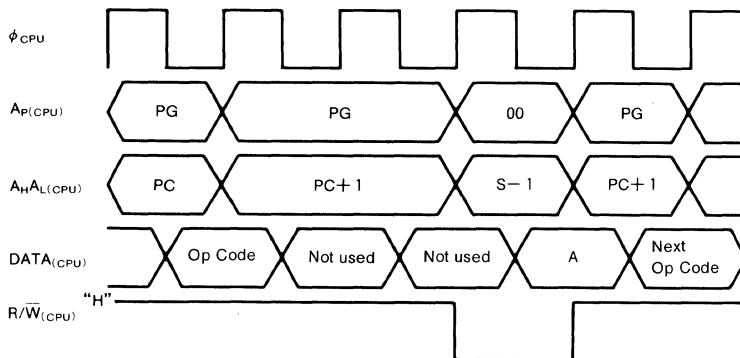 φCPU
AP(CPU) PG PG 00 PG
AHAL(CPU) PC PC+1 S−1 PC+1
DATA(CPU) Op Code Not used Not used A Next Op Code
R/W̅(CPU) “H”